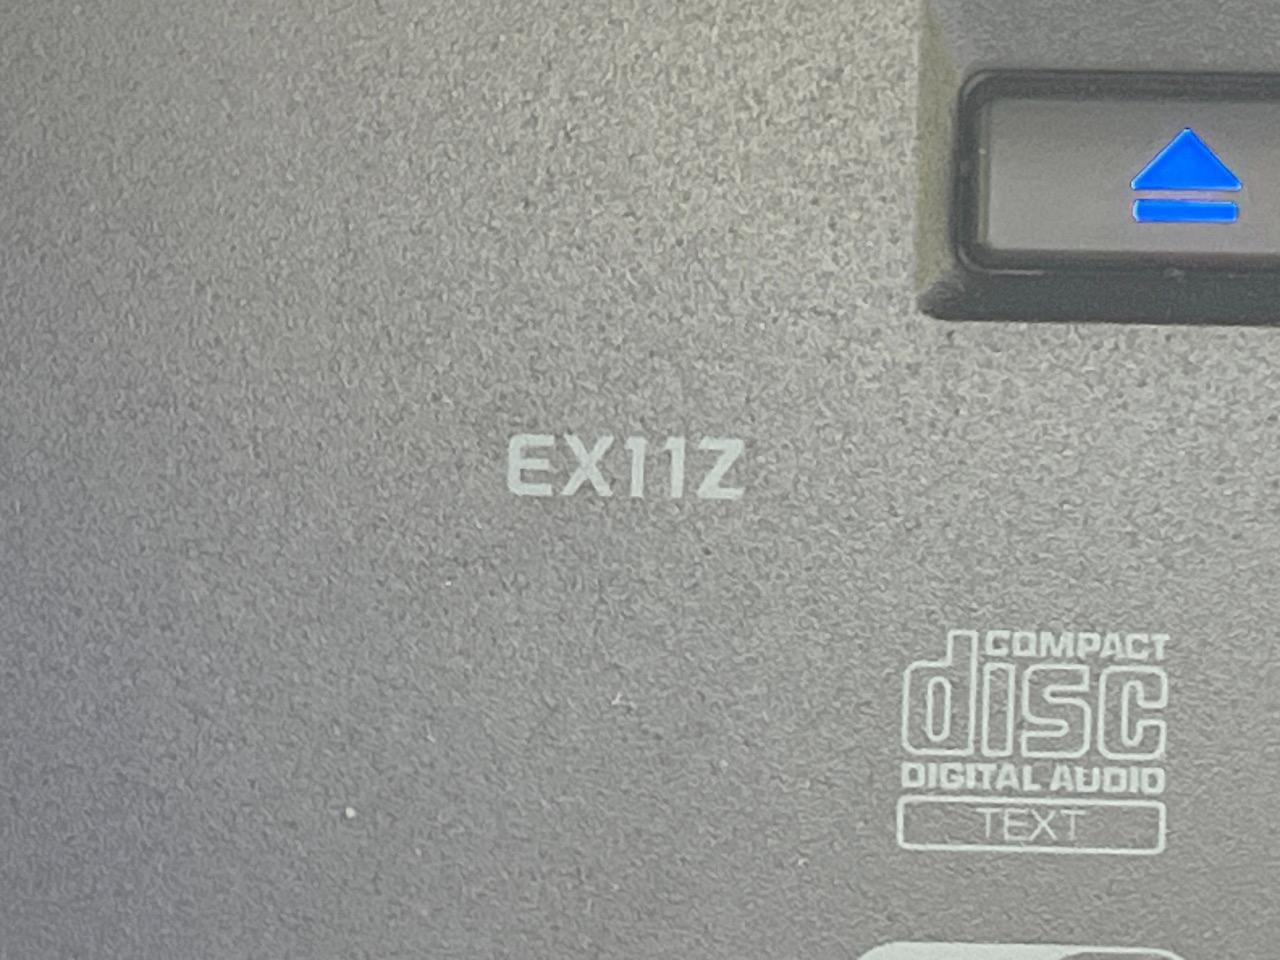 EX11Z
COMPACT
disc
DIGITAL AUDIO
TEXT